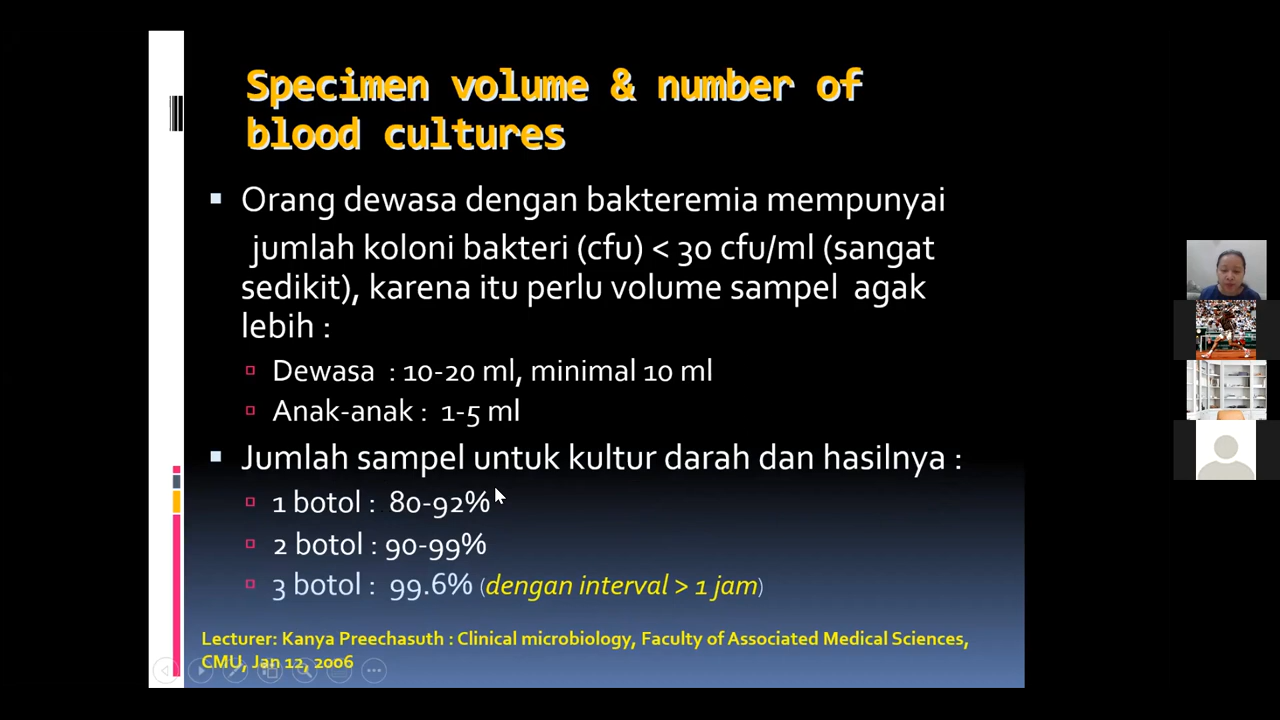 Specimen volume & number of
blood cultures
Orang dewasa dengan bakteremia mempunyai
jumlah koloni bakteri (cfu) < 30 cfu/ml (sangat
sedikit), karena itu perlu volume sampel agak
lebih :
Dewasa : 10-20 ml, minimal 10 ml
Anak-anak : 1-5 ml
Jumlah sampel untuk kultur darah dan hasilnya :
1 botol : 80-92%
2 botol : 90-99%
3 botol : 99.6% (dengan interval > 1 jam)
Lecturer: Kanya Preechasuth : Clinical microbiology, Faculty of Associated Medical Sciences,
CMU, Jan 12, 2006